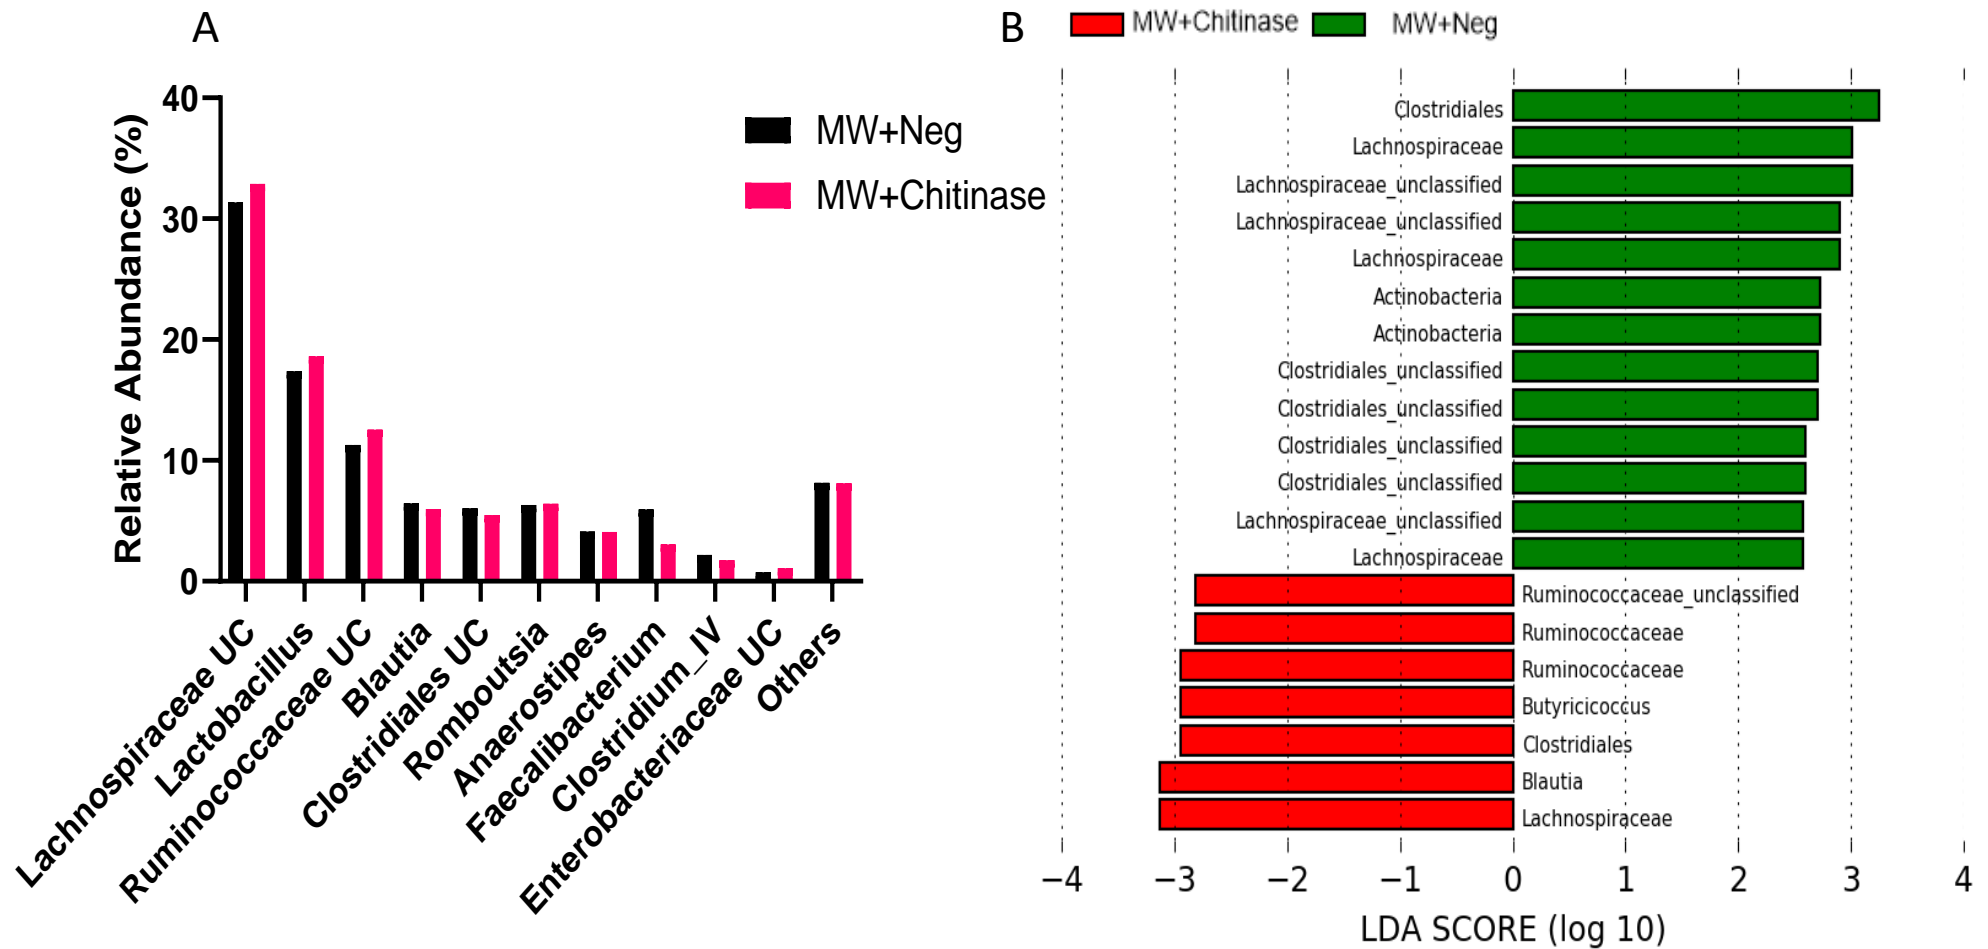 A
Relative Abundance (%)
40
30
20
10
0
MW+Neg
MW+Chitinase
Lachnospiraceae UC
Lactobacillus
Ruminococcaceae UC
Blautia
Clostridiales UC
Romboutsia
Anaerostipes
Faecalibacterium
Clostridium_IV
Enterobacteriaceae UC
Others
B
MW+Chitinase MW+Neg
Clostridiales
Lachnospiraceae
Lachnospiraceae_unclassified
Lachnospiraceae_unclassified
Lachnospiraceae
Actinobacteria
Actinobacteria
Clostridiales_unclassified
Clostridiales_unclassified
Clostridiales_unclassified
Clostridiales_unclassified
Lachnospiraceae_unclassified
Lachnospiraceae
Ruminococcaceae_unclassified
Ruminococcaceae
Ruminococcaceae
Butyricicoccus
Clostridiales
Blautia
Lachnospiraceae
−4 −3 −2 −1 0 1 2 3 4
LDA SCORE (log 10)